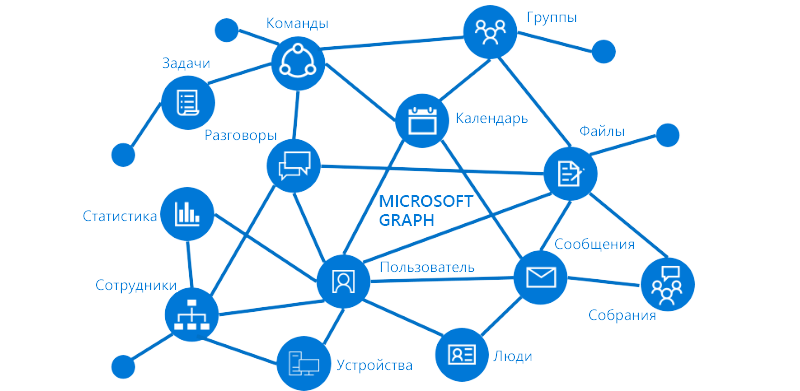 Команды
Группы
Задачи
Календарь
Файлы
Разговоры
MICROSOFT
GRAPH
Статистика
Сообщения
Пользователь
Сотрудники
Собрания
Устройства
Люди